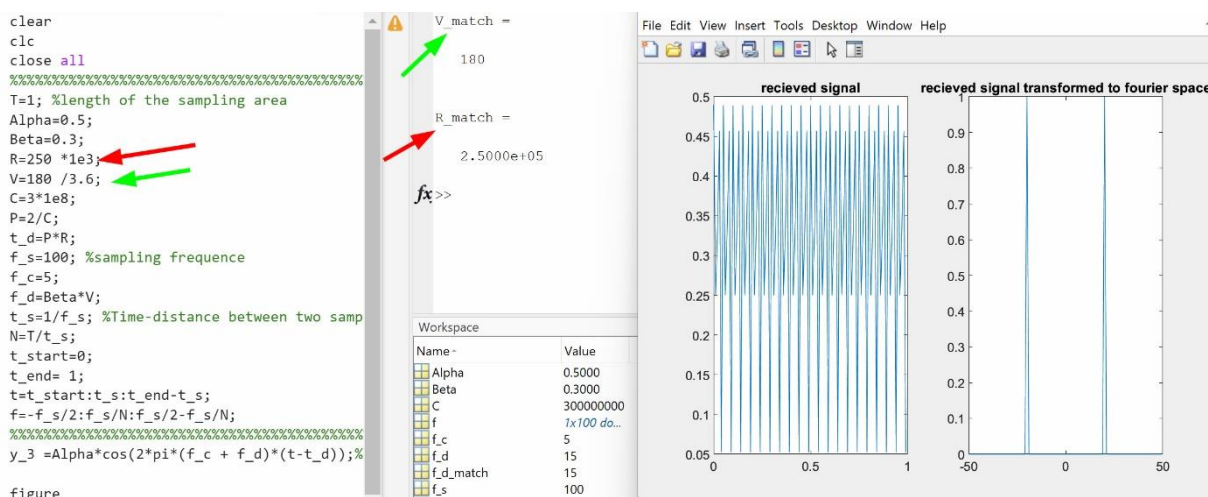 clear
clc
close all
%%%%%%%%%%%%%%%%%%%%%%%%%%%%%%%%%%%%%%%%%
T=1; %length of the sampling area
Alpha=0.5;
Beta=0.3;
R=250 *1e3;
V=180 /3.6;
C=3*1e8;
P=2/C;
t_d=P*R;
f_s=100; %sampling frequence
f_c=5;
f_d=Beta*V;
t_s=1/f_s; %Time-distance between two samp
N=T/t_s;
t_start=0;
t_end= 1;
t=t_start:t_s:t_end-t_s;
f=-f_s/2:f_s/N:f_s/2-f_s/N;
%%%%%%%%%%%%%%%%%%%%%%%%%%%%%%%%%%%%%%%%%
y_3 =Alpha*cos(2*pi*(f_c + f_d)*(t-t_d));%
figure
V_match =
180
R_match =
2.5000e+05
fx >>
Workspace
Name Value
Alpha 0.5000
Beta 0.3000
C 300000000
f 1x100 do...
f_c 5
f_d 15
f_d_match 15
f_s 100
File Edit View Insert Tools Desktop Window Help
recieved signal
0.5
0.45
0.4
0.35
0.3
0.25
0.2
0.15
0.1
0.05
0 0.5 1
recieved signal transformed to fourier space
1
0.9
0.8
0.7
0.6
0.5
0.4
0.3
0.2
0.1
0
-50 0 50